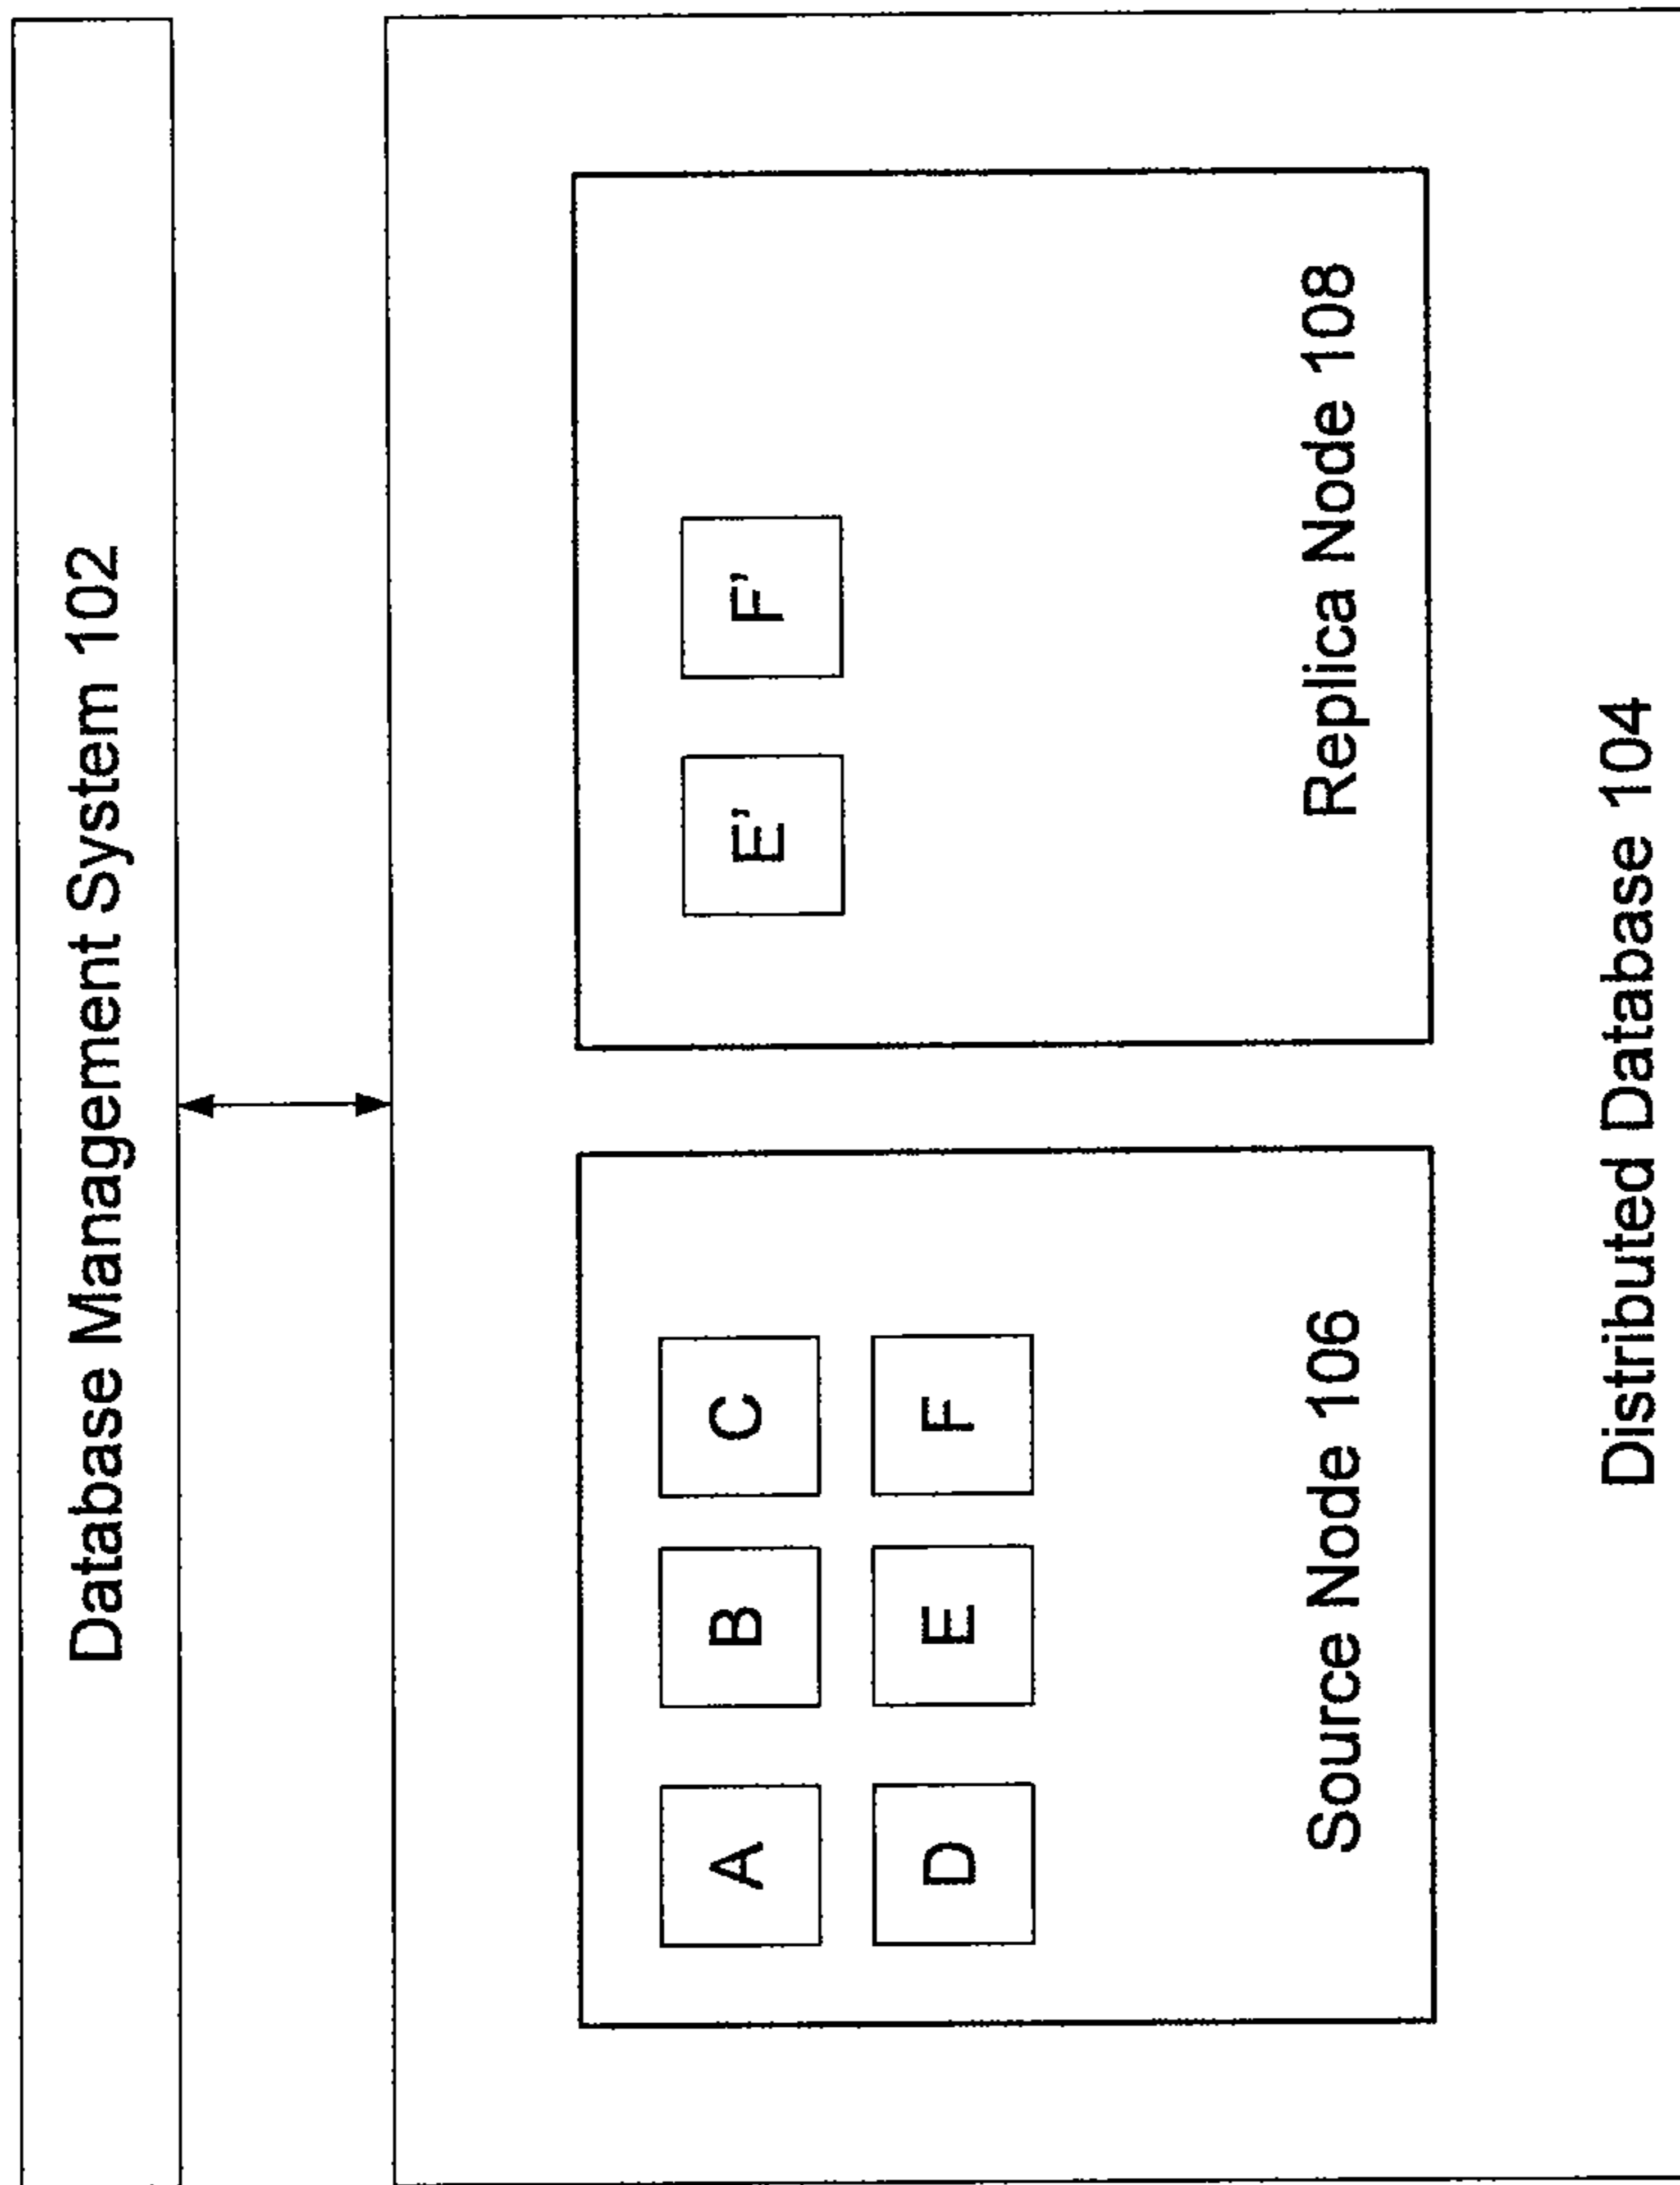 Database Management System 102
A B C
D E F
Source Node 106
E' F'
Replica Node 108
Distributed Database 104